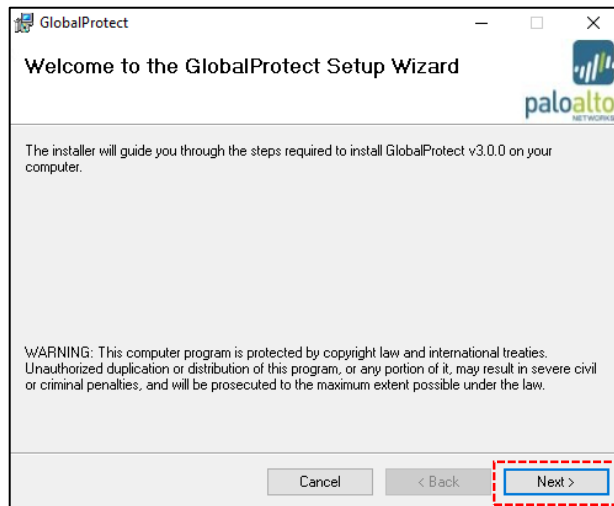 GlobalProtect
Welcome to the GlobalProtect Setup Wizard
paloalto
NETWORKS
The installer will guide you through the steps required to install GlobalProtect v3.0.0 on your
computer.
WARNING: This computer program is protected by copyright law and international treaties.
Unauthorized duplication or distribution of this program, or any portion of it, may result in severe civil
or criminal penalties, and will be prosecuted to the maximum extent possible under the law.
Cancel
< Back
Next >